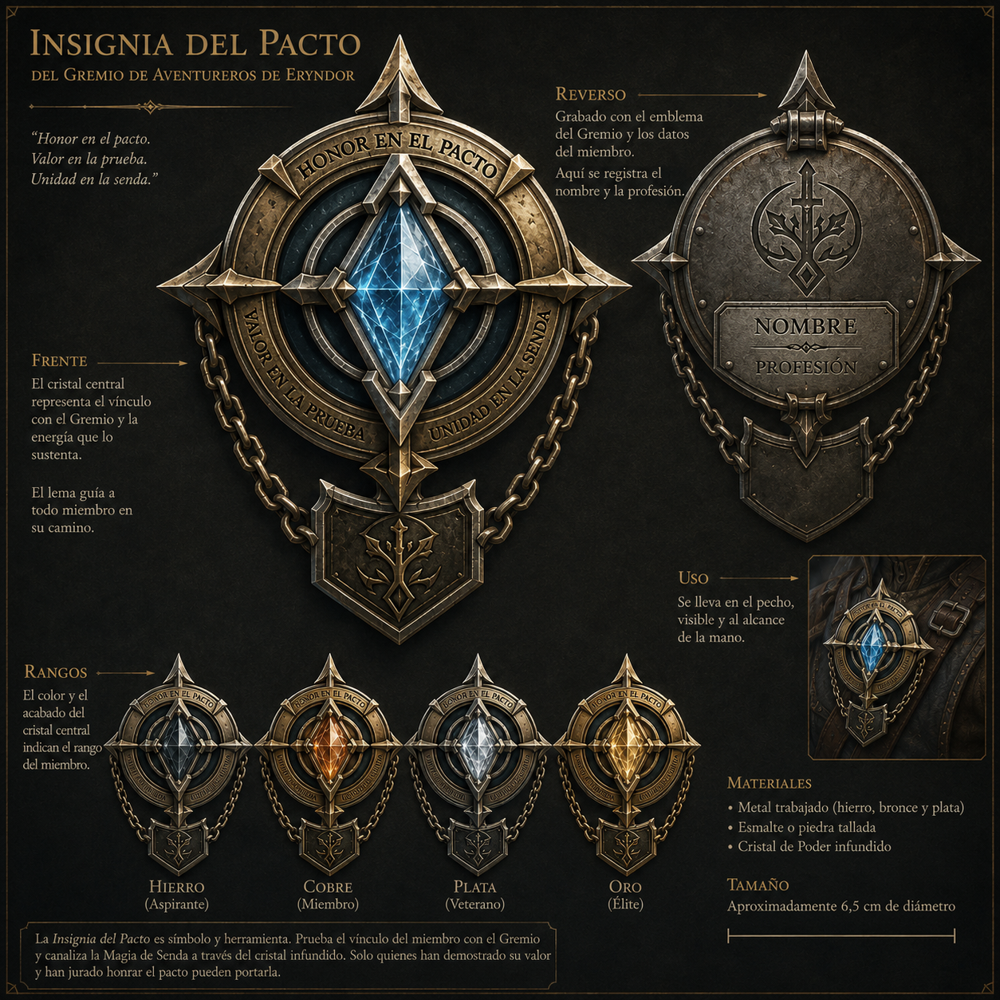 INSIGNIA DEL PACTO
DEL GREMIO DE AVENTUREROS DE ERYNDOR
“Honor en el pacto.
Valor en la prueba.
Unidad en la senda.”
HONOR EN EL PACTO
VALOR EN LA PRUEBA
UNIDAD EN LA SENDA
REVERSO
Grabado con el emblema
del Gremio y los datos
del miembro.
Aquí se registra el
nombre y la profesión.
NOMBRE
PROFESIÓN
FRENTE
El cristal central
representa el vínculo
con el Gremio y la
energía que lo
sustenta.
El lema guía a
todo miembro en
su camino.
USO
Se lleva en el pecho,
visible y al alcance
de la mano.
HONOR EN EL PACTO
RANGOS
El color y el
acabado del
cristal central
indican el rango
del miembro.
HONOR EN EL PACTO
HONOR EN EL PACTO
HONOR EN EL PACTO
HONOR EN EL PACTO
HIERRO
(Aspirante)
COBRE
(Miembro)
PLATA
(Veterano)
ORO
(Élite)
MATERIALES
• Metal trabajado (hierro, bronce y plata)
• Esmalte o piedra tallada
• Cristal de Poder infundido
TAMAÑO
Aproximadamente 6,5 cm de diámetro
La Insignia del Pacto es símbolo y herramienta. Prueba el vínculo del miembro con el Gremio
y canaliza la Magia de Senda a través del cristal infundido. Solo quienes han demostrado su valor
y han jurado honrar el pacto pueden portarla.